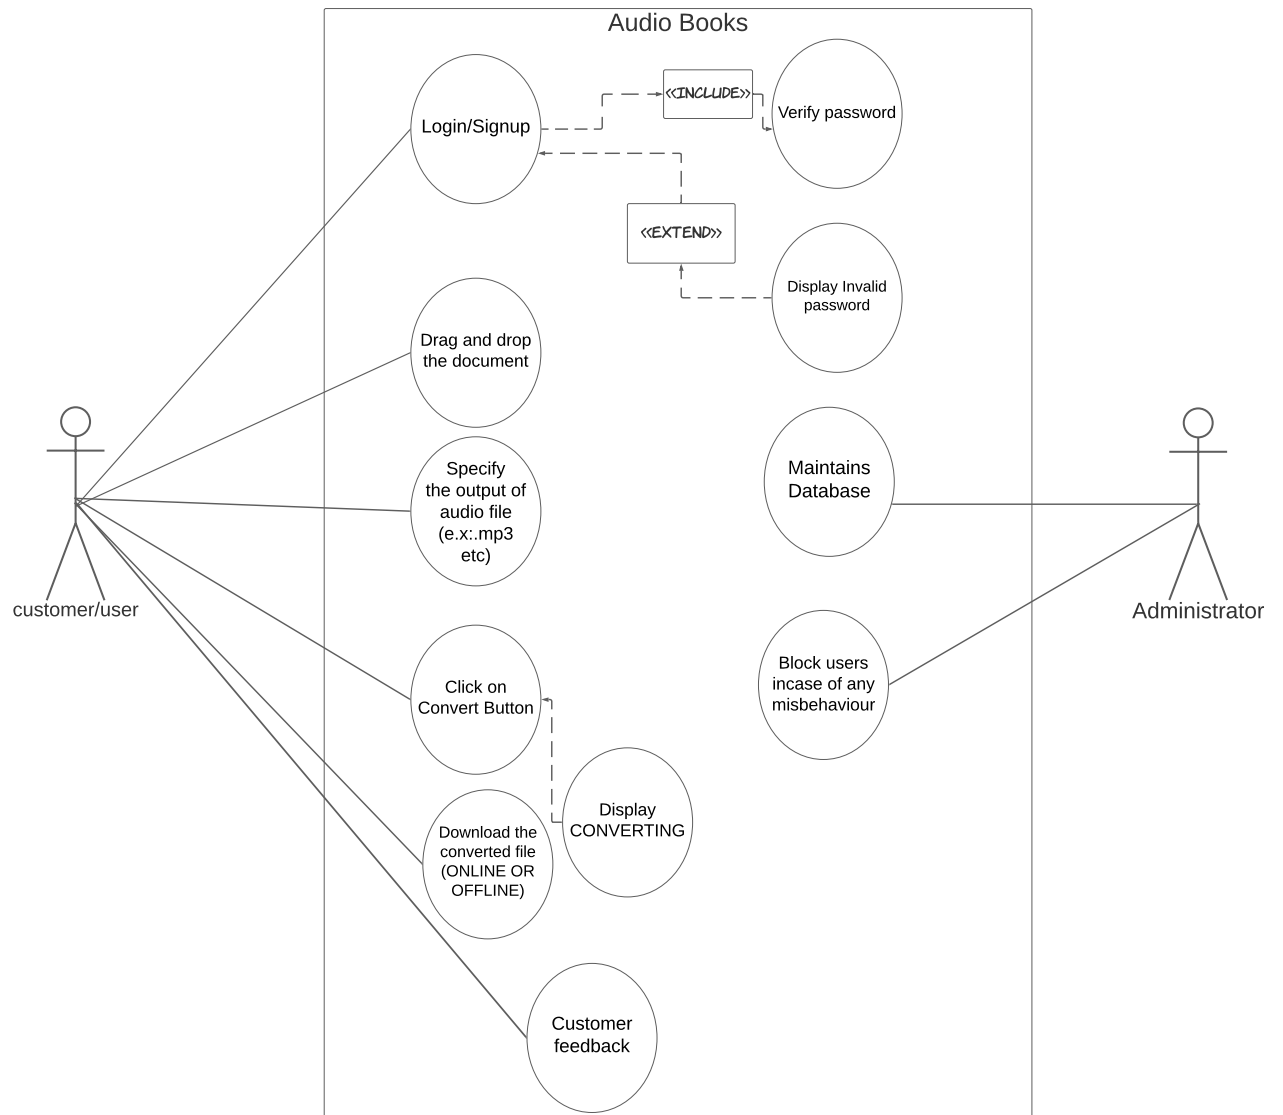 Audio Books
Login/Signup
<<INCLUDE>>
Verify password
<<EXTEND>>
Display Invalid
password
Drag and drop
the document
Specify
the output of
audio file
(e.x:.mp3
etc)
Maintains
Database
customer/user
Administrator
Click on
Convert Button
Block users
incase of any
misbehaviour
Display
CONVERTING
Download the
converted file
(ONLINE OR
OFFLINE)
Customer
feedback